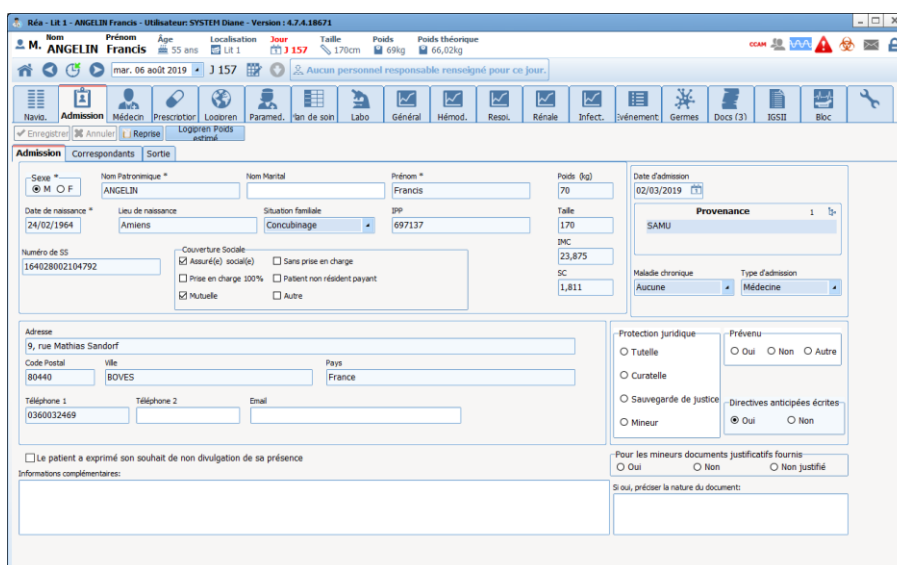 Réa - Lit 1 - ANGELIN Francis - Utilisateur: SYSTEM Diane - Version : 4.7.4.18671
Nom Prénom Âge Localisation Jour Taille Poids Poids théorique
M. ANGELIN Francis 55 ans Lit 1 J 157 170cm 69kg 66,02kg CCAM
mar. 06 août 2019 J 157 Aucun personnel responsable renseigné pour ce jour.
Navig. Admission Médecin Prescription Logipren Paramed. Plan de soin Labo Général Hémod. Respi. Rénale Infect. Evénement Germes Docs (3) IGSII Bloc
Enregistrer Annuler Reprise Logipren Poids estimé
Admission Correspondants Sortie
Sexe * Nom Patronimique * Nom Marital Prénom * Poids (kg) Date d'admission
M F ANGELIN Francis 70 02/03/2019
Date de naissance * Lieu de naissance Situation familiale IPP Taille Provenance 1
24/02/1964 Amiens Concubinage 697137 170 SAMU
IMC
Numéro de SS Couverture Sociale 23,875
164028002104792 Assuré(e) social(e) Sans prise en charge
Prise en charge 100% Patient non résident payant SC Maladie chronique Type d'admission
Mutuelle Autre 1,811 Aucune Médecine
Adresse Protection juridique Prévenu
9, rue Mathias Sandorf Tutelle Oui Non Autre
Code Postal Ville Pays
80440 BOVES France Curatelle
Téléphone 1 Téléphone 2 Email Sauvegarde de justice Directives anticipées écrites
0360032469 Mineur Oui Non
Le patient a exprimé son souhait de non divulgation de sa présence Pour les mineurs documents justificatifs fournis
Oui Non Non justifié
Informations complémentaires: Si oui, préciser la nature du document: